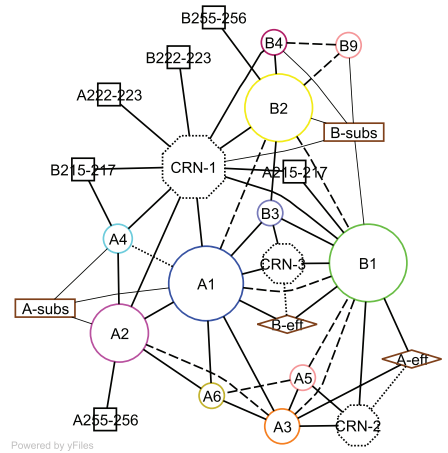 B255-256
B4
B9
B222-223
A222-223
B2
B-subs
CRN-1
B215-217
A215-217
B3
A4
CRN-3
B1
A1
A-subs
B-eff
A2
A-eff
A5
A6
A255-256
A3
CRN-2
Powered by yFiles